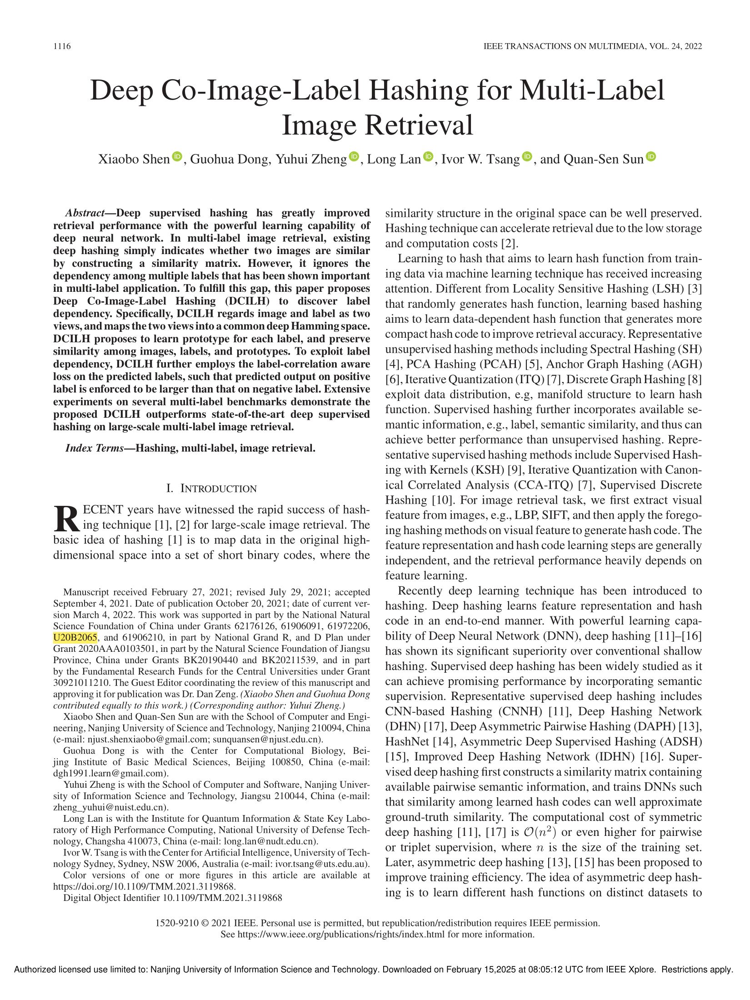 1116
IEEE TRANSACTIONS ON MULTIMEDIA, VOL. 24, 2022
Deep Co-Image-Label Hashing for Multi-Label
Image Retrieval
Xiaobo Shen iD, Guohua Dong, Yuhui Zheng iD, Long Lan iD, Ivor W. Tsang iD, and Quan-Sen Sun iD
Abstract—Deep supervised hashing has greatly improved
retrieval performance with the powerful learning capability of
deep neural network. In multi-label image retrieval, existing
deep hashing simply indicates whether two images are similar
by constructing a similarity matrix. However, it ignores the
dependency among multiple labels that has been shown important
in multi-label application. To fulfill this gap, this paper proposes
Deep Co-Image-Label Hashing (DCILH) to discover label
dependency. Specifically, DCILH regards image and label as two
views, and maps the two views into a common deep Hamming space.
DCILH proposes to learn prototype for each label, and preserve
similarity among images, labels, and prototypes. To exploit label
dependency, DCILH further employs the label-correlation aware
loss on the predicted labels, such that predicted output on positive
label is enforced to be larger than that on negative label. Extensive
experiments on several multi-label benchmarks demonstrate the
proposed DCILH outperforms state-of-the-art deep supervised
hashing on large-scale multi-label image retrieval.
Index Terms—Hashing, multi-label, image retrieval.
I. INTRODUCTION
RECENT years have witnessed the rapid success of hash-
ing technique [1], [2] for large-scale image retrieval. The
basic idea of hashing [1] is to map data in the original high-
dimensional space into a set of short binary codes, where the
Manuscript received February 27, 2021; revised July 29, 2021; accepted
September 4, 2021. Date of publication October 20, 2021; date of current ver-
sion March 4, 2022. This work was supported in part by the National Natural
Science Foundation of China under Grants 62176126, 61906091, 61972206,
U20B2065, and 61906210, in part by National Grand R, and D Plan under
Grant 2020AAA0103501, in part by the Natural Science Foundation of Jiangsu
Province, China under Grants BK20190440 and BK20211539, and in part
by the Fundamental Research Funds for the Central Universities under Grant
30921011210. The Guest Editor coordinating the review of this manuscript and
approving it for publication was Dr. Dan Zeng. (Xiaobo Shen and Guohua Dong
contributed equally to this work.) (Corresponding author: Yuhui Zheng.)
Xiaobo Shen and Quan-Sen Sun are with the School of Computer and Engi-
neering, Nanjing University of Science and Technology, Nanjing 210094, China
(e-mail: njust.shenxiaobo@gmail.com; sunquansen@njust.edu.cn).
Guohua Dong is with the Center for Computational Biology, Bei-
jing Institute of Basic Medical Sciences, Beijing 100850, China (e-mail:
dgh1991.learn@gmail.com).
Yuhui Zheng is with the School of Computer and Software, Nanjing Univer-
sity of Information Science and Technology, Jiangsu 210044, China (e-mail:
zheng_yuhui@nuist.edu.cn).
Long Lan is with the Institute for Quantum Information & State Key Labo-
ratory of High Performance Computing, National University of Defense Tech-
nology, Changsha 410073, China (e-mail: long.lan@nudt.edu.cn).
Ivor W. Tsang is with the Center for Artificial Intelligence, University of Tech-
nology Sydney, Sydney, NSW 2006, Australia (e-mail: ivor.tsang@uts.edu.au).
Color versions of one or more figures in this article are available at
https://doi.org/10.1109/TMM.2021.3119868.
Digital Object Identifier 10.1109/TMM.2021.3119868
similarity structure in the original space can be well preserved.
Hashing technique can accelerate retrieval due to the low storage
and computation costs [2].
Learning to hash that aims to learn hash function from train-
ing data via machine learning technique has received increasing
attention. Different from Locality Sensitive Hashing (LSH) [3]
that randomly generates hash function, learning based hashing
aims to learn data-dependent hash function that generates more
compact hash code to improve retrieval accuracy. Representative
unsupervised hashing methods including Spectral Hashing (SH)
[4], PCA Hashing (PCAH) [5], Anchor Graph Hashing (AGH)
[6], Iterative Quantization (ITQ) [7], Discrete Graph Hashing [8]
exploit data distribution, e.g, manifold structure to learn hash
function. Supervised hashing further incorporates available se-
mantic information, e.g., label, semantic similarity, and thus can
achieve better performance than unsupervised hashing. Repre-
sentative supervised hashing methods include Supervised Hash-
ing with Kernels (KSH) [9], Iterative Quantization with Canon-
ical Correlated Analysis (CCA-ITQ) [7], Supervised Discrete
Hashing [10]. For image retrieval task, we first extract visual
feature from images, e.g., LBP, SIFT, and then apply the forego-
ing hashing methods on visual feature to generate hash code. The
feature representation and hash code learning steps are generally
independent, and the retrieval performance heavily depends on
feature learning.
Recently deep learning technique has been introduced to
hashing. Deep hashing learns feature representation and hash
code in an end-to-end manner. With powerful learning capa-
bility of Deep Neural Network (DNN), deep hashing [11]–[16]
has shown its significant superiority over conventional shallow
hashing. Supervised deep hashing has been widely studied as it
can achieve promising performance by incorporating semantic
supervision. Representative supervised deep hashing includes
CNN-based Hashing (CNNH) [11], Deep Hashing Network
(DHN) [17], Deep Asymmetric Pairwise Hashing (DAPH) [13],
HashNet [14], Asymmetric Deep Supervised Hashing (ADSH)
[15], Improved Deep Hashing Network (IDHN) [16]. Super-
vised deep hashing first constructs a similarity matrix containing
available pairwise semantic information, and trains DNNs such
that similarity among learned hash codes can well approximate
ground-truth similarity. The computational cost of symmetric
deep hashing [11], [17] is O(n²) or even higher for pairwise
or triplet supervision, where n is the size of the training set.
Later, asymmetric deep hashing [13], [15] has been proposed to
improve training efficiency. The idea of asymmetric deep hash-
ing is to learn different hash functions on distinct datasets to
1520-9210 © 2021 IEEE. Personal use is permitted, but republication/redistribution requires IEEE permission.
See https://www.ieee.org/publications/rights/index.html for more information.
Authorized licensed use limited to: Nanjing University of Information Science and Technology. Downloaded on February 15,2025 at 08:05:12 UTC from IEEE Xplore. Restrictions apply.